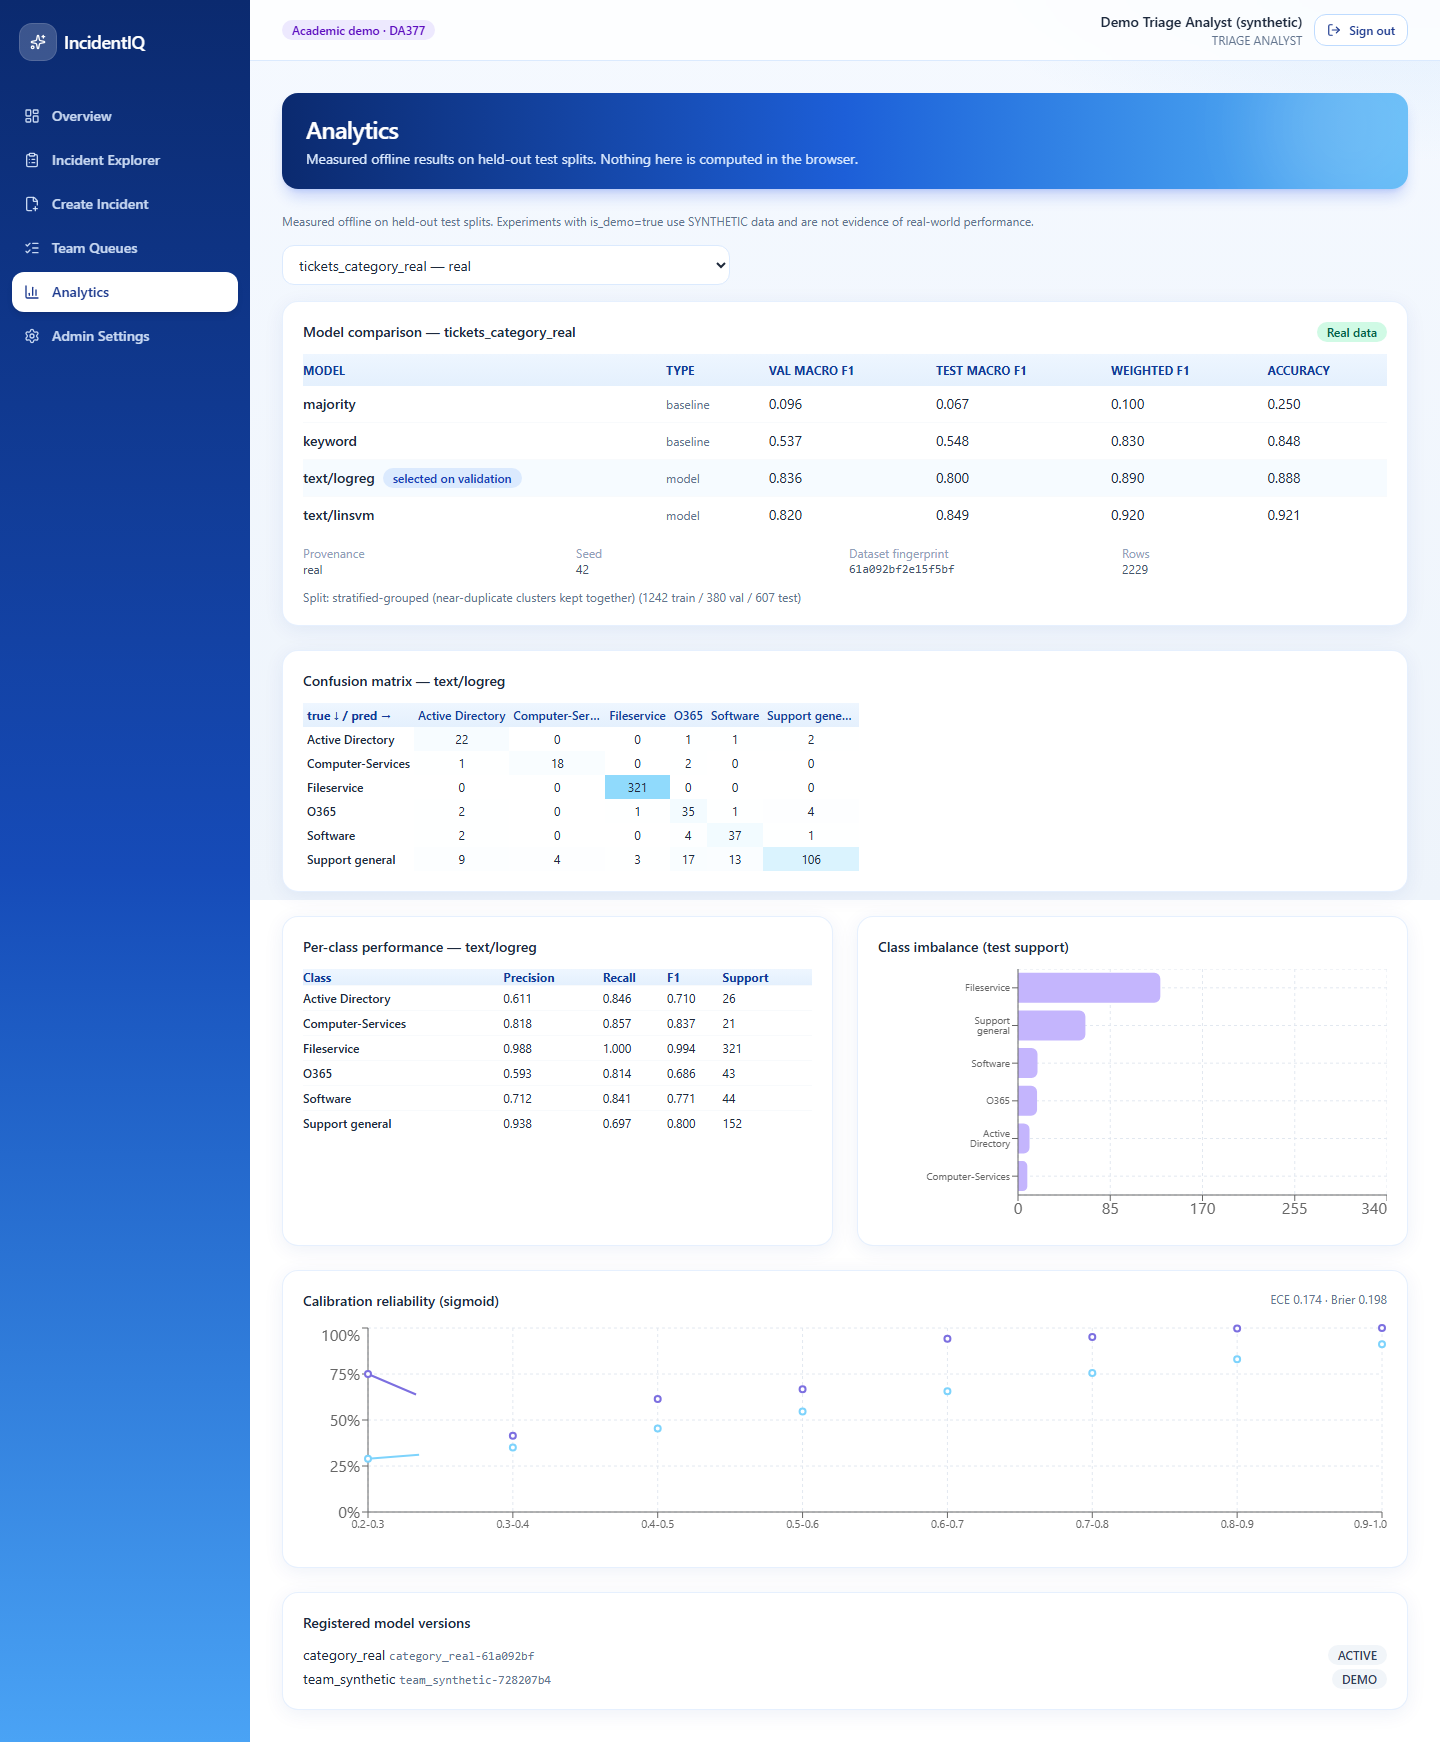 IncidentIQ
Overview
Incident Explorer
Create Incident
Team Queues
Analytics
Admin Settings
Academic demo · DA377
Demo Triage Analyst (synthetic)
TRIAGE ANALYST
Sign out
Analytics
Measured offline results on held-out test splits. Nothing here is computed in the browser.
Measured offline on held-out test splits. Experiments with is_demo=true use SYNTHETIC data and are not evidence of real-world performance.
tickets_category_real — real
Model comparison — tickets_category_real
Real data
MODEL TYPE VAL MACRO F1 TEST MACRO F1 WEIGHTED F1 ACCURACY
majority baseline 0.096 0.067 0.100 0.250
keyword baseline 0.537 0.548 0.830 0.848
text/logreg selected on validation model 0.836 0.800 0.890 0.888
text/linsvm model 0.820 0.849 0.920 0.921
Provenance Seed Dataset fingerprint Rows
real 42 61a092bf2e15f5bf 2229
Split: stratified-grouped (near-duplicate clusters kept together) (1242 train / 380 val / 607 test)
Confusion matrix — text/logreg
true ↓ / pred → Active Directory Computer-Ser... Fileservice O365 Software Support gene...
Active Directory 22 0 0 1 1 2
Computer-Services 1 18 0 2 0 0
Fileservice 0 0 321 0 0 0
O365 2 0 1 35 1 4
Software 2 0 0 4 37 1
Support general 9 4 3 17 13 106
Per-class performance — text/logreg
Class Precision Recall F1 Support
Active Directory 0.611 0.846 0.710 26
Computer-Services 0.818 0.857 0.837 21
Fileservice 0.988 1.000 0.994 321
O365 0.593 0.814 0.686 43
Software 0.712 0.841 0.771 44
Support general 0.938 0.697 0.800 152
Class imbalance (test support)
Fileservice
Support
general
Software
O365
Active
Directory
Computer-Services
0 85 170 255 340
Calibration reliability (sigmoid)
ECE 0.174 · Brier 0.198
100%
75%
50%
25%
0%
0.2-0.3 0.3-0.4 0.4-0.5 0.5-0.6 0.6-0.7 0.7-0.8 0.8-0.9 0.9-1.0
Registered model versions
category_real category_real-61a092bf ACTIVE
team_synthetic team_synthetic-728207b4 DEMO